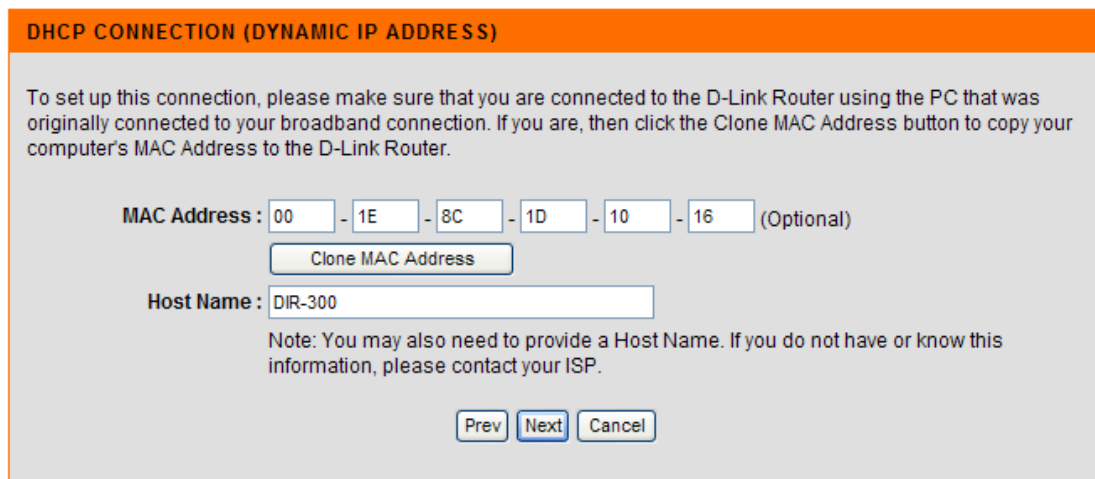 DHCP CONNECTION (DYNAMIC IP ADDRESS)
To set up this connection, please make sure that you are connected to the D-Link Router using the PC that was
originally connected to your broadband connection. If you are, then click the Clone MAC Address button to copy your
computer's MAC Address to the D-Link Router.
MAC Address : 00 - 1E - 8C - 1D - 10 - 16 (Optional)
Clone MAC Address
Host Name : DIR-300
Note: You may also need to provide a Host Name. If you do not have or know this
information, please contact your ISP.
Prev Next Cancel